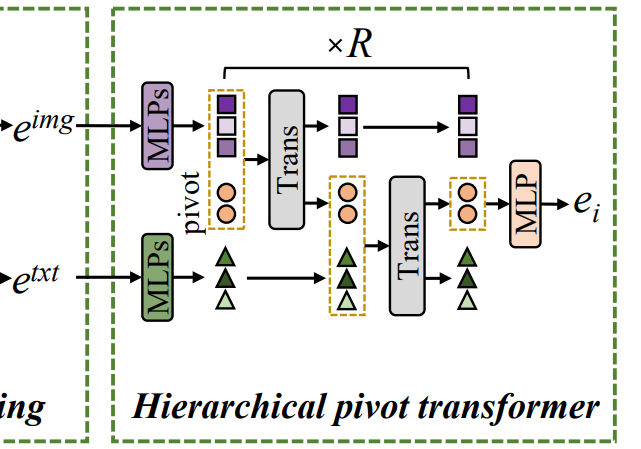 × R
e^{img}
MLPs
Trans
pivot
Trans
MLP
e_i
e^{txt}
MLPs
ing
Hierarchical pivot transformer